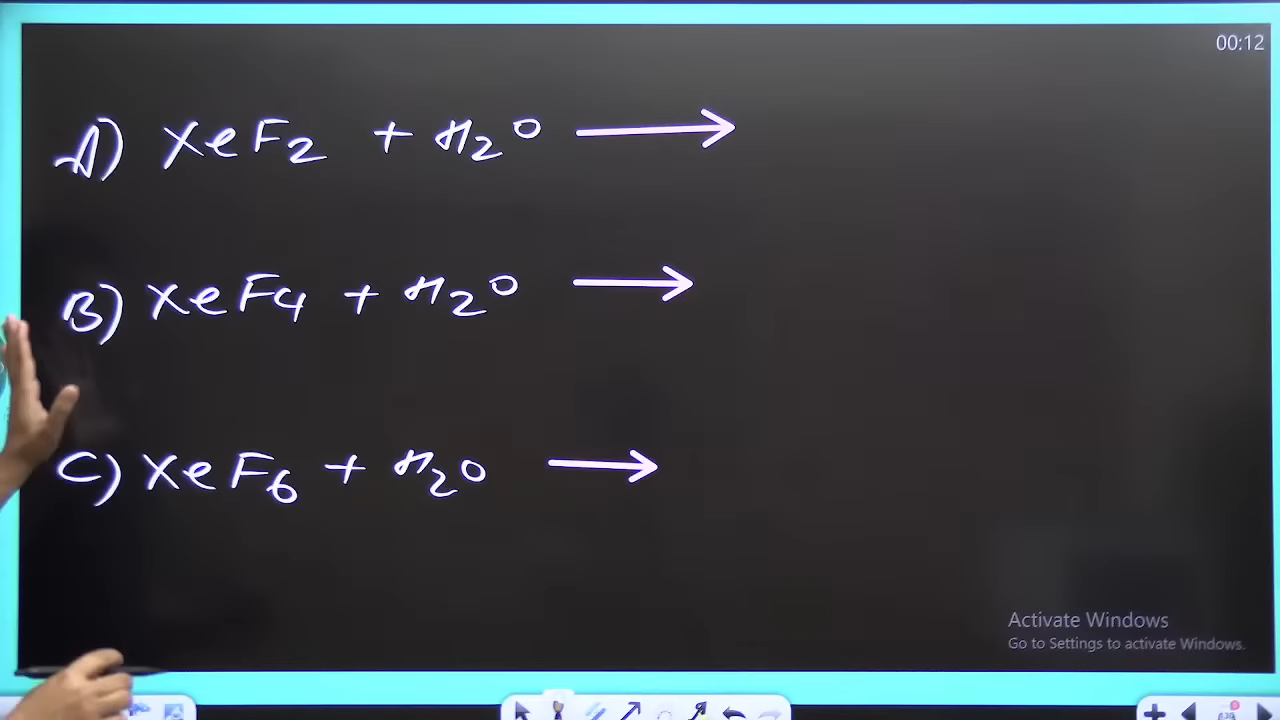 00:12
A) XeF2 + H2O →
B) XeF4 + H2O →
C) XeF6 + H2O →
Activate Windows
Go to Settings to activate Windows.